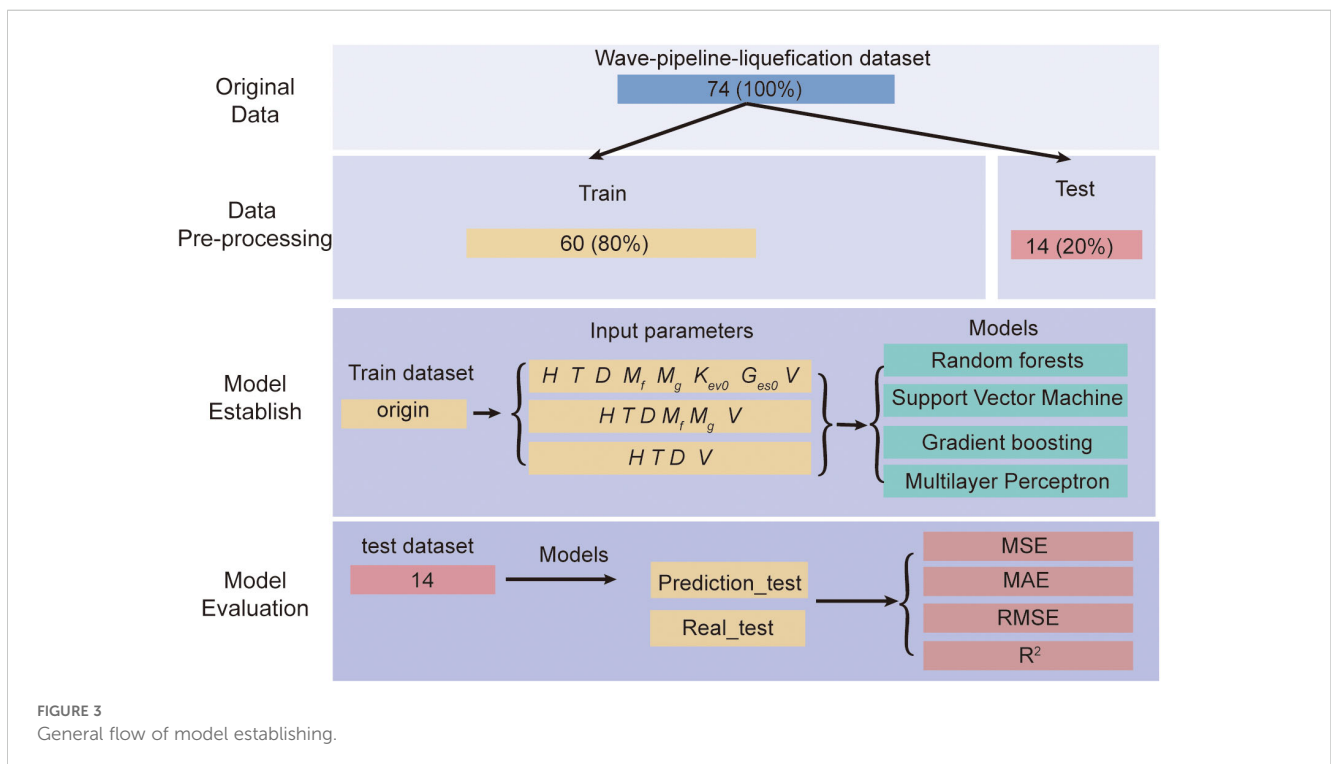 Wave-pipeline-liquefication dataset
Original
Data
74 (100%)
Data
Pre-processing
Train
60 (80%)
Test
14 (20%)
Model
Establish
Train dataset
origin
Input parameters
H T D M_f M_g K_ev0 G_es0 V
H T D M_f M_g V
H T D V
Models
Random forests
Support Vector Machine
Gradient boosting
Multilayer Perceptron
Model
Evaluation
test dataset
14
Models
Prediction_test
Real_test
MSE
MAE
RMSE
R²
FIGURE 3
General flow of model establishing.